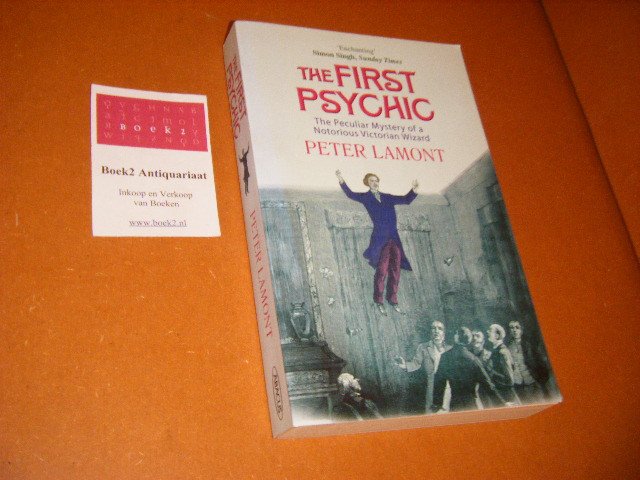 BOEK2
Boek2 Antiquariaat
Inkoop en Verkoop
van Boeken
www.boek2.nl
'Enchanting'
Simon Singh, Sunday Times
THE FIRST
PSYCHIC
The Peculiar Mystery of a
Notorious Victorian Wizard
PETER LAMONT
THE FIRST
PSYCHIC
PETER LAMONT